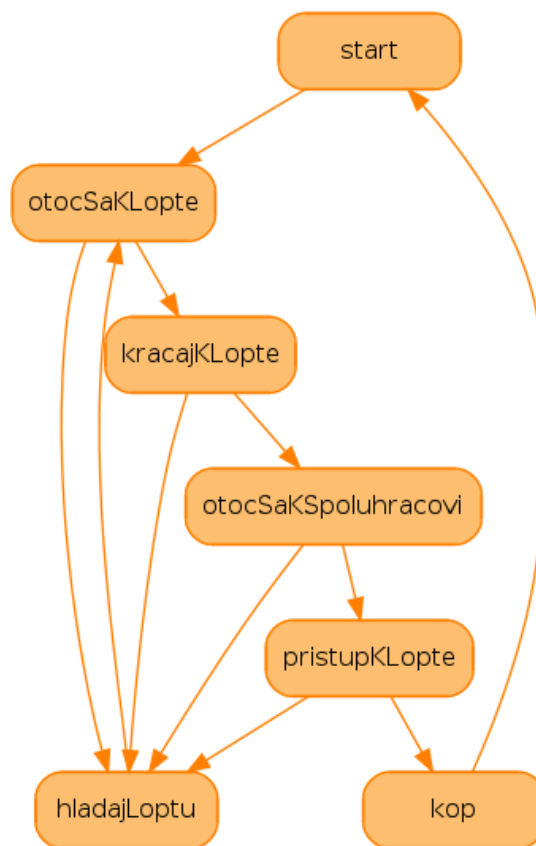 start
otocSaKLopte
kracajKLopte
otocSaKSpoluhracovi
pristupKLopte
hladajLoptu
kop